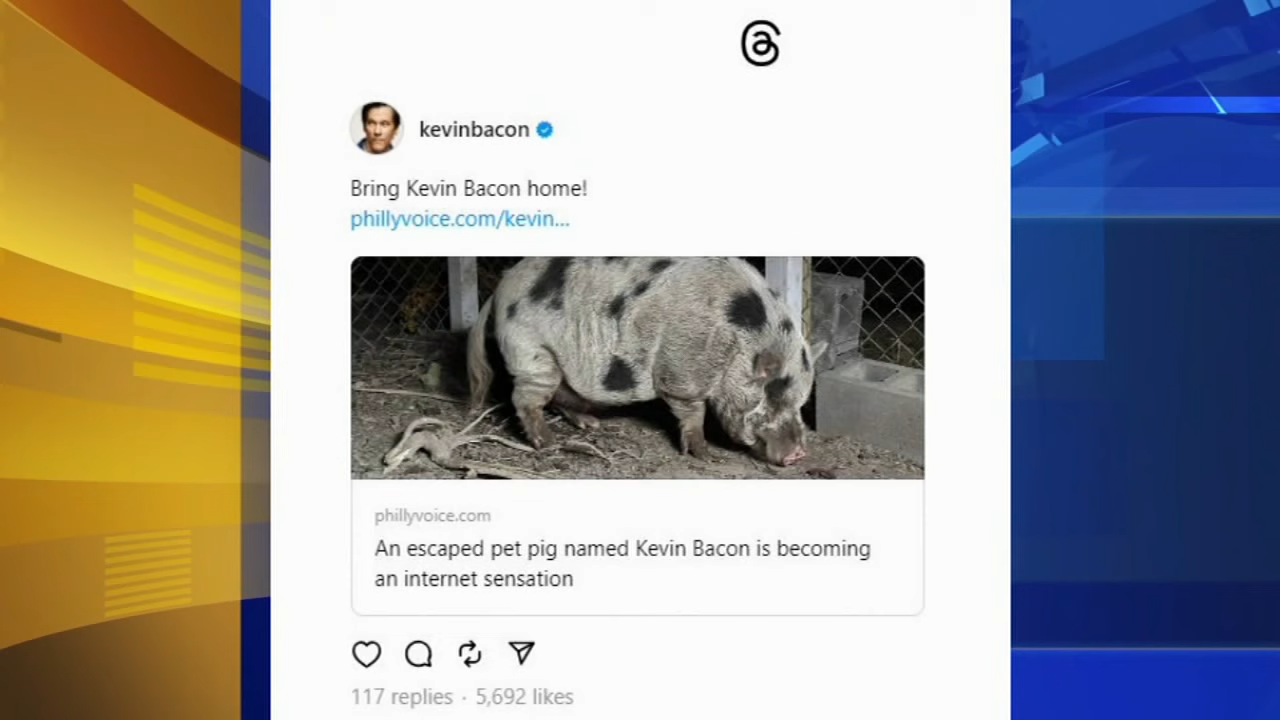 kevinbacon
Bring Kevin Bacon home!
phillyvoice.com/kevin...
phillyvoice.com
An escaped pet pig named Kevin Bacon is becoming
an internet sensation
117 replies · 5,692 likes